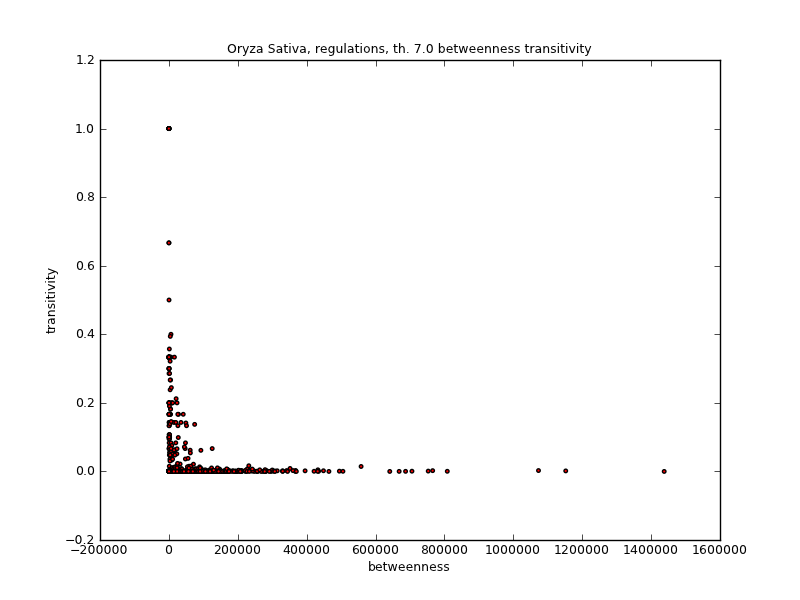 Oryza Sativa, regulations, th. 7.0 betweenness transitivity
1.2
1.0
0.8
0.6
0.4
0.2
0.0
−0.2
transitivity
−200000 0 200000 400000 600000 800000 1000000 1200000 1400000 1600000
betweenness